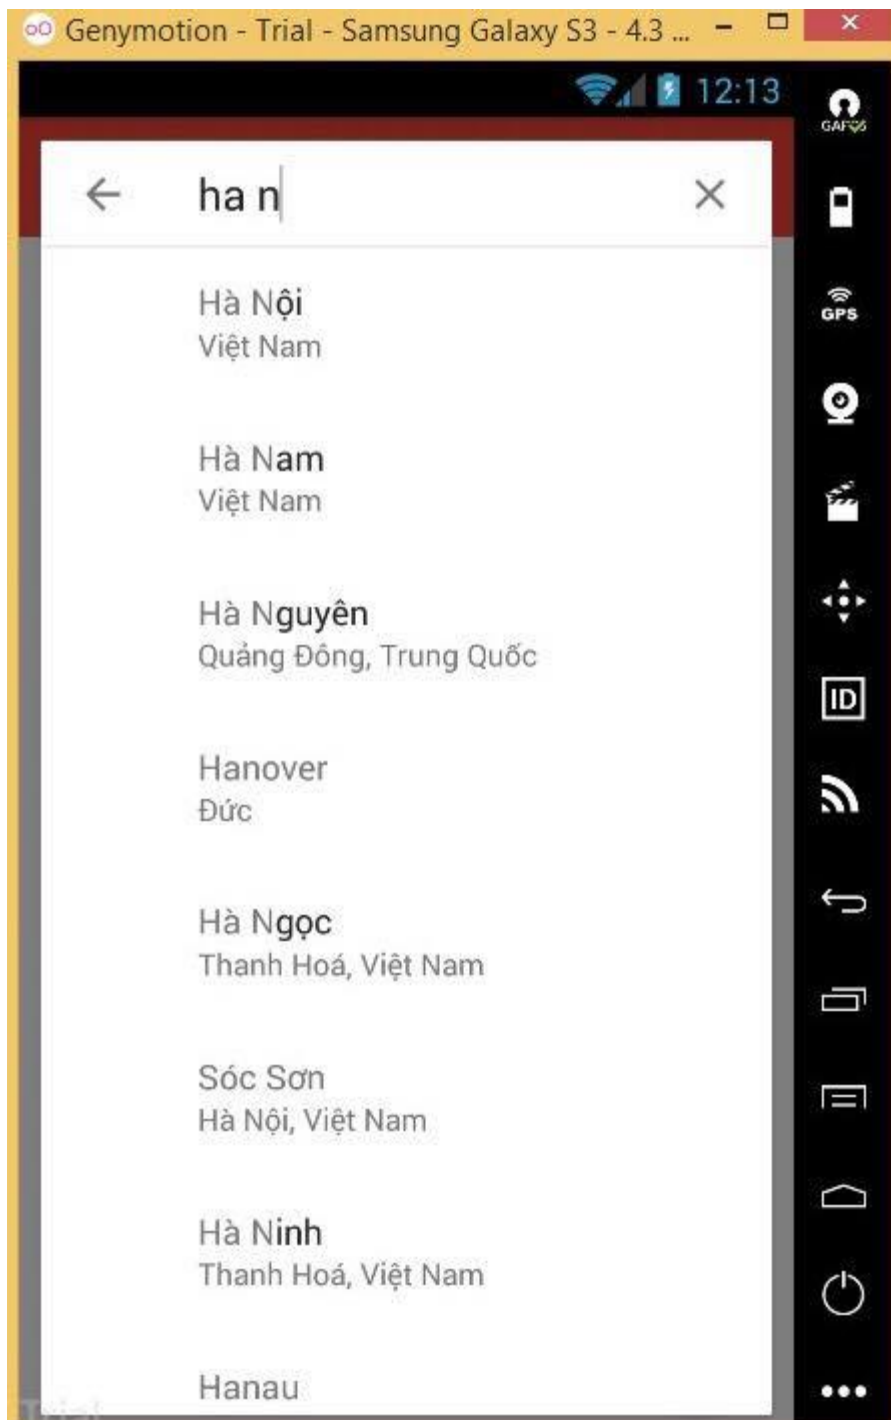 Genymotion - Trial - Samsung Galaxy S3 - 4.3 ...
12:13
ha n
Hà Nội
Việt Nam
Hà Nam
Việt Nam
Hà Nguyên
Quảng Đông, Trung Quốc
Hanover
Đức
Hà Ngọc
Thanh Hoá, Việt Nam
Sóc Sơn
Hà Nội, Việt Nam
Hà Ninh
Thanh Hoá, Việt Nam
Hanau
GPS
ID